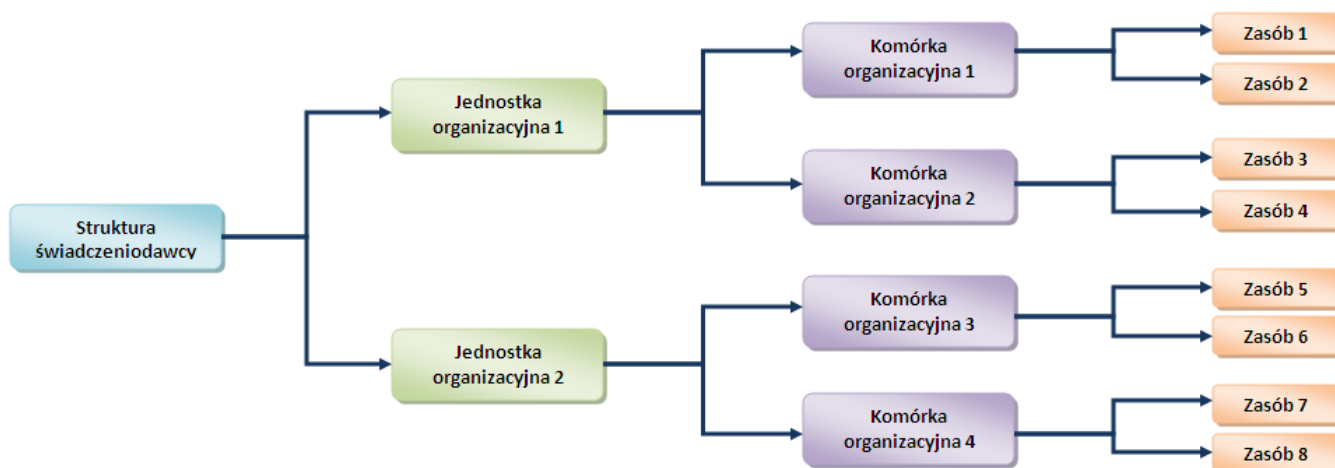 Struktura
świadczeniodawcy
Jednostka
organizacyjna 1
Jednostka
organizacyjna 2
Komórka
organizacyjna 1
Komórka
organizacyjna 2
Komórka
organizacyjna 3
Komórka
organizacyjna 4
Zasób 1
Zasób 2
Zasób 3
Zasób 4
Zasób 5
Zasób 6
Zasób 7
Zasób 8